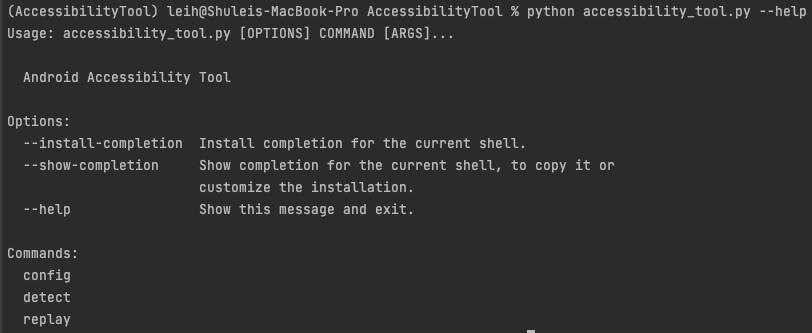 (AccessibilityTool) leih@Shuleis-MacBook-Pro AccessibilityTool % python accessibility_tool.py --help
Usage: accessibility_tool.py [OPTIONS] COMMAND [ARGS]...
Android Accessibility Tool
Options:
--install-completion  Install completion for the current shell.
--show-completion     Show completion for the current shell, to copy it or
customize the installation.
--help                Show this message and exit.
Commands:
config
detect
replay